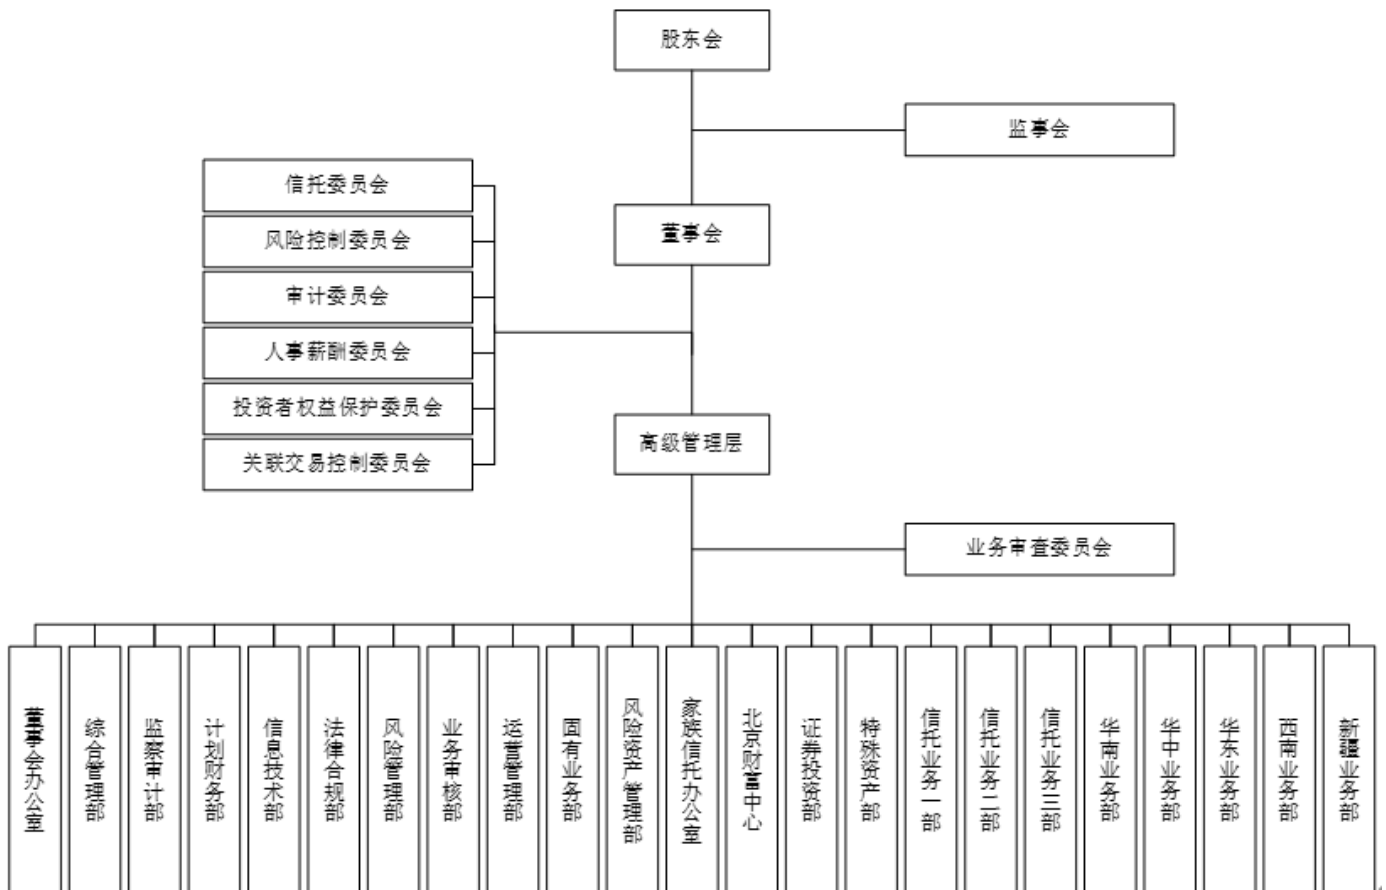 股东会
监事会
信托委员会
风险控制委员会
董事会
审计委员会
人事薪酬委员会
投资者权益保护委员会
高级管理层
关联交易控制委员会
业务审查委员会
董事会办公室
综合管理部
监察审计部
计划财务部
信息技术部
法律合规部
风险管理部
业务审核部
运营管理部
固有业务部
风险资产管理部
家族信托办公室
北京财富中心
证券投资部
特殊资产部
信托业务一部
信托业务二部
信托业务三部
华南业务部
华中业务部
华东业务部
西南业务部
新疆业务部